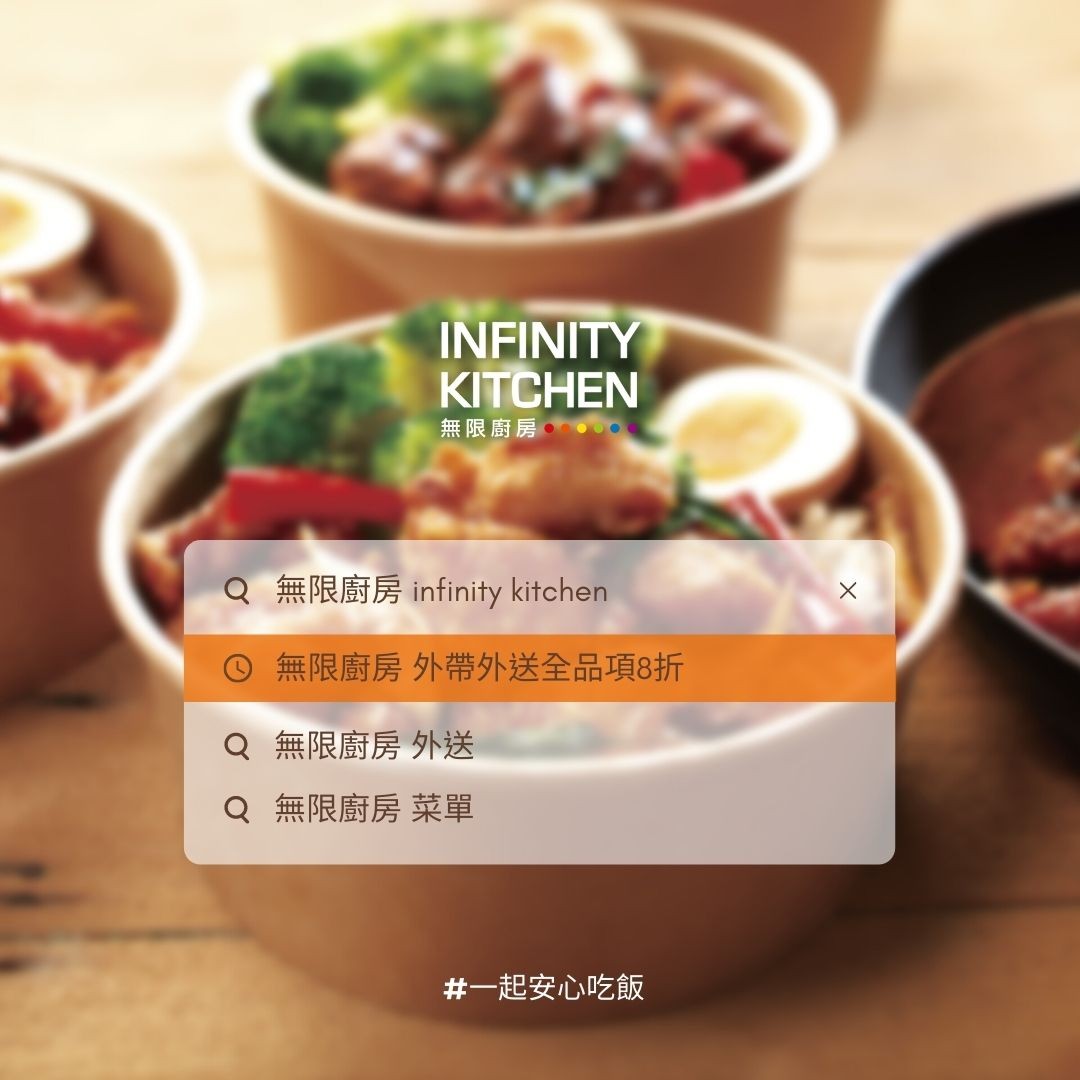 INFINITY
KITCHEN
無限廚房
無限廚房 infinity kitchen
無限廚房 外帶外送全品項8折
無限廚房 外送
無限廚房 菜單
#一起安心吃飯